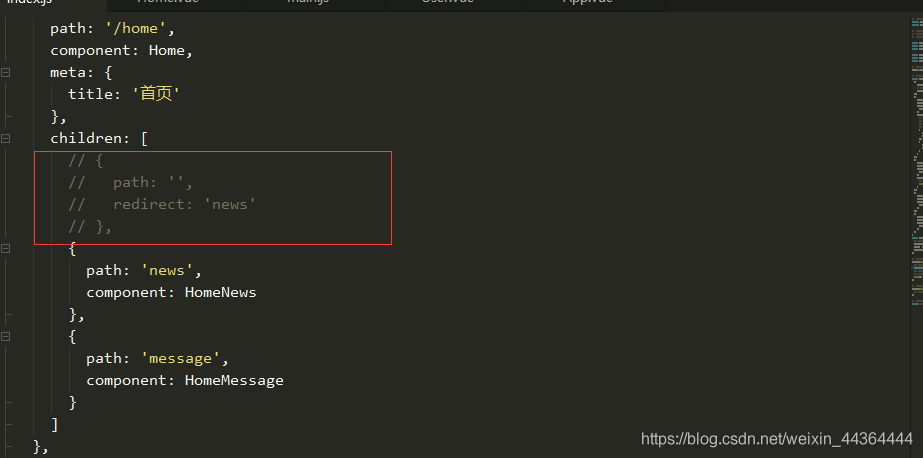 index.js Home.vue main.js User.vue App.vue
path: '/home',
component: Home,
meta: {
title: '首页'
},
children: [
// {
//   path: '',
//   redirect: 'news'
// },
{
path: 'news',
component: HomeNews
},
{
path: 'message',
component: HomeMessage
}
]
},
https://blog.csdn.net/weixin_44364444